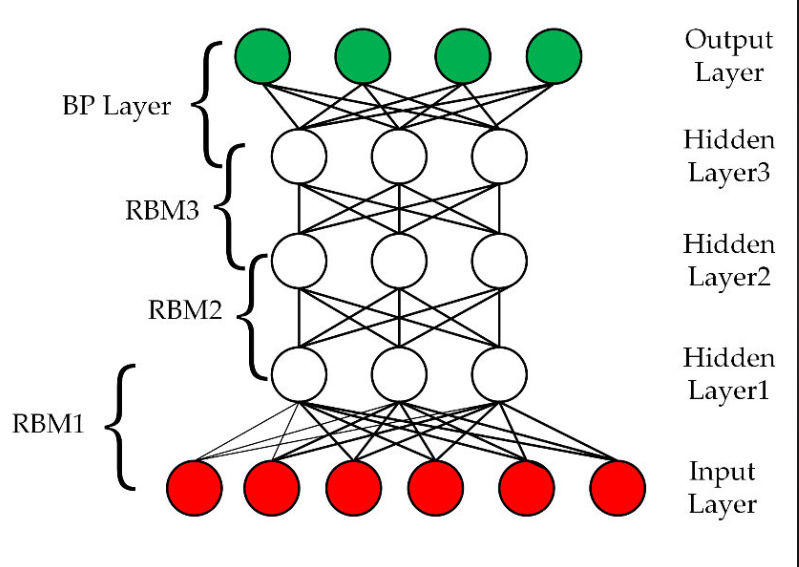 Output
Layer
BP Layer
Hidden
Layer3
RBM3
Hidden
Layer2
RBM2
Hidden
Layer1
RBM1
Input
Layer